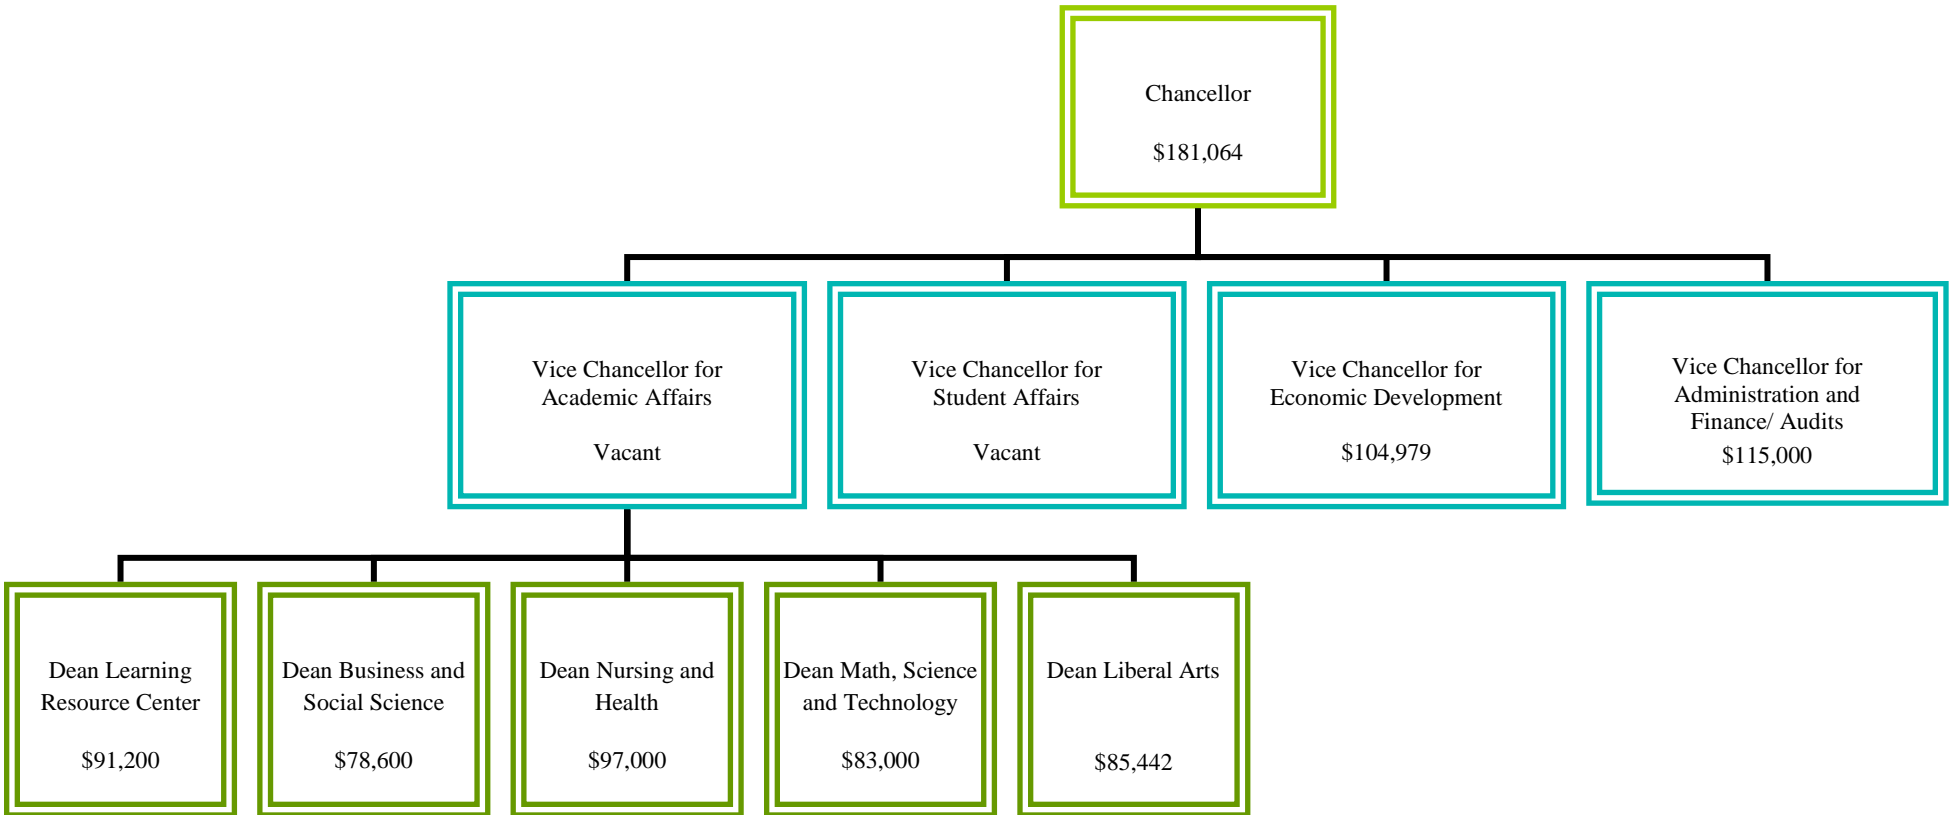 Chancellor
$181,064
Vice Chancellor for
Academic Affairs
Vacant
Vice Chancellor for
Student Affairs
Vacant
Vice Chancellor for
Economic Development
$104,979
Vice Chancellor for
Administration and
Finance/ Audits
$115,000
Dean Learning
Resource Center
$91,200
Dean Business and
Social Science
$78,600
Dean Nursing and
Health
$97,000
Dean Math, Science
and Technology
$83,000
Dean Liberal Arts
$85,442